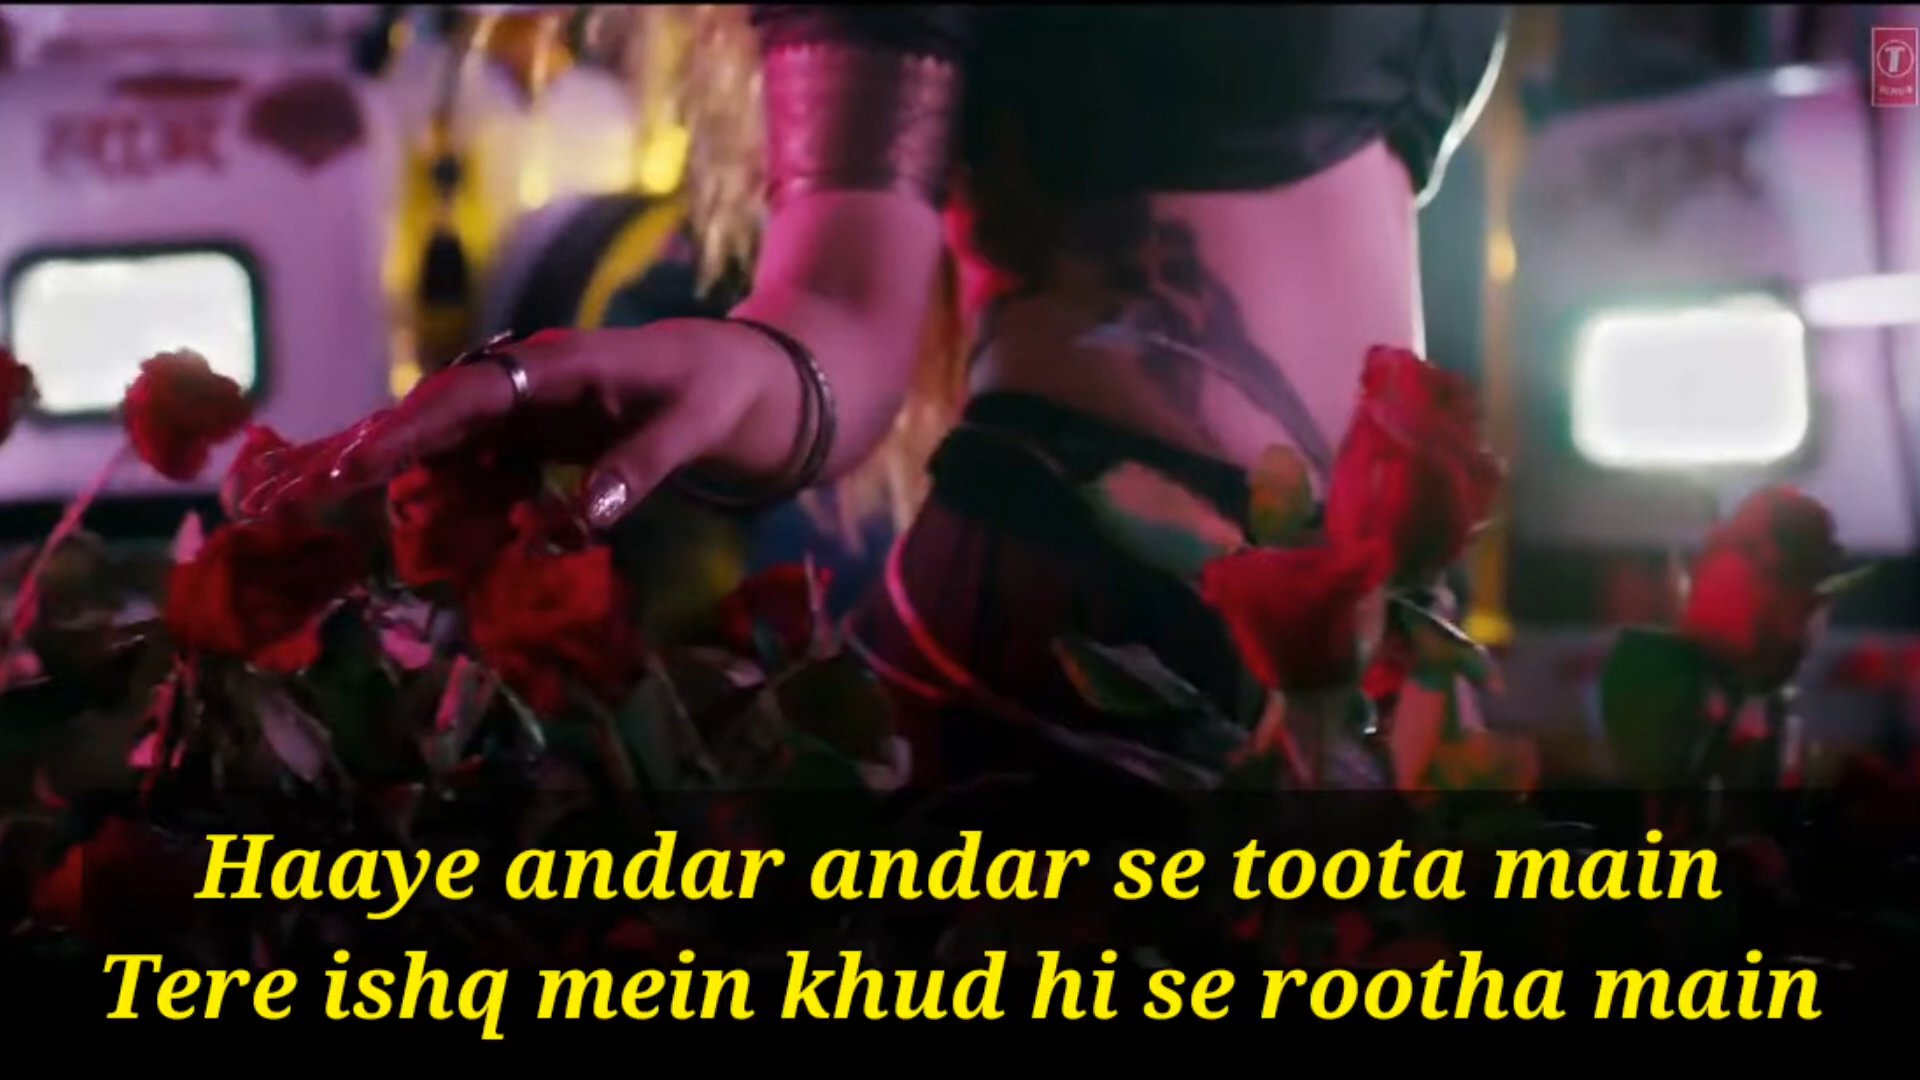 Haaye andar andar se toota main
Tere ishq mein khud hi se rootha main